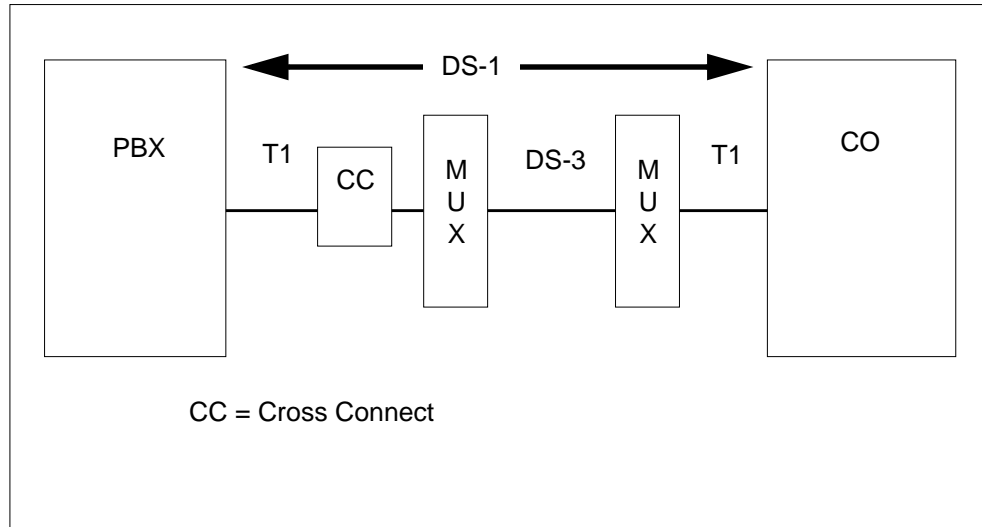 DS-1
PBX
T1
CC
M
U
X
DS-3
M
U
X
T1
CO
CC = Cross Connect